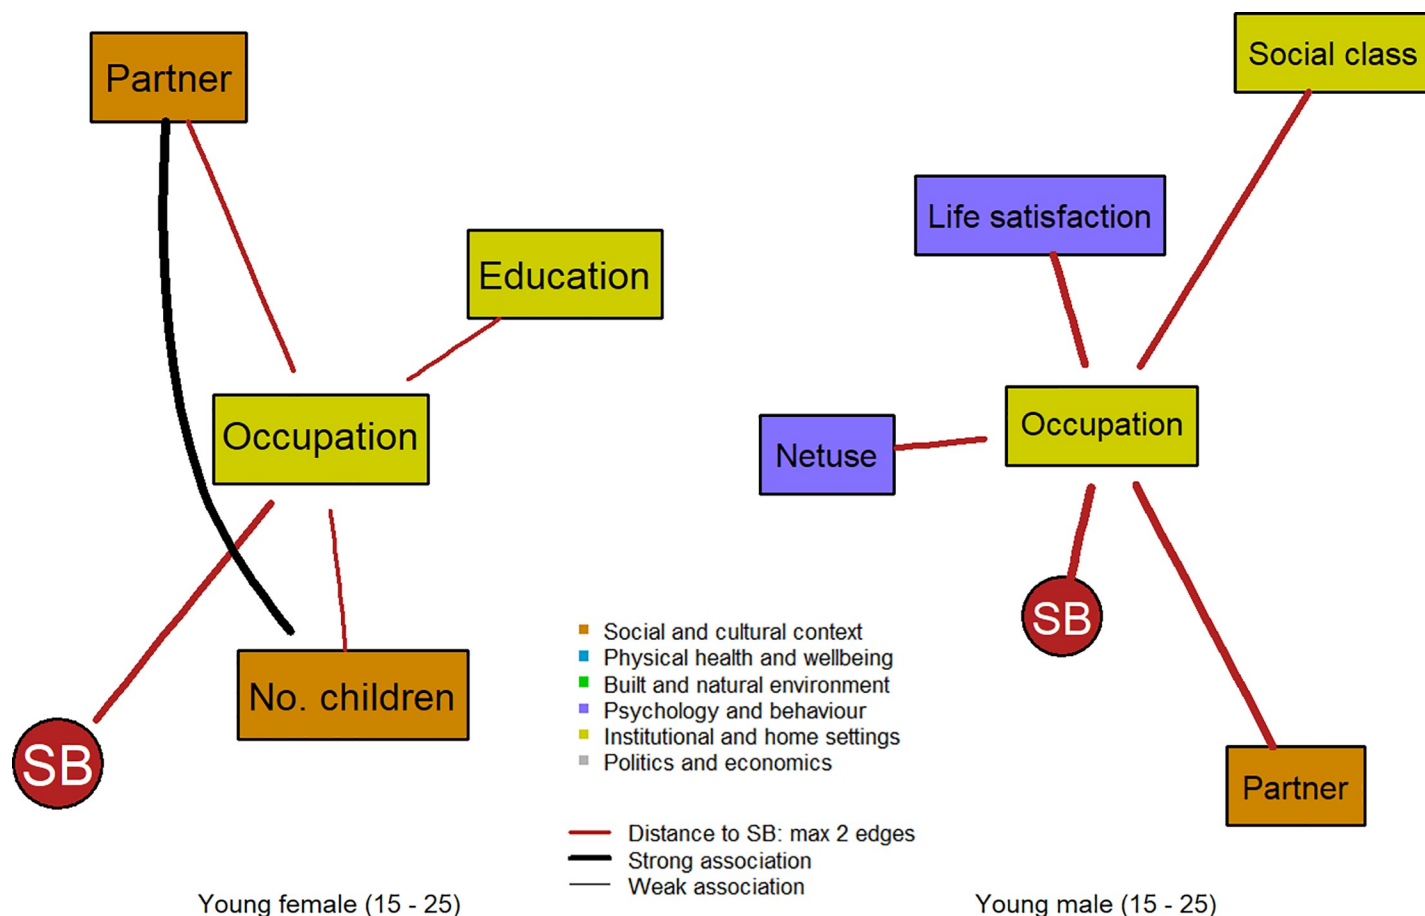 Partner
Education
Occupation
No. children
SB
Young female (15 - 25)
Social and cultural context
Physical health and wellbeing
Built and natural environment
Psychology and behaviour
Institutional and home settings
Politics and economics
Distance to SB: max 2 edges
Strong association
Weak association
Social class
Life satisfaction
Occupation
Netuse
SB
Partner
Young male (15 - 25)